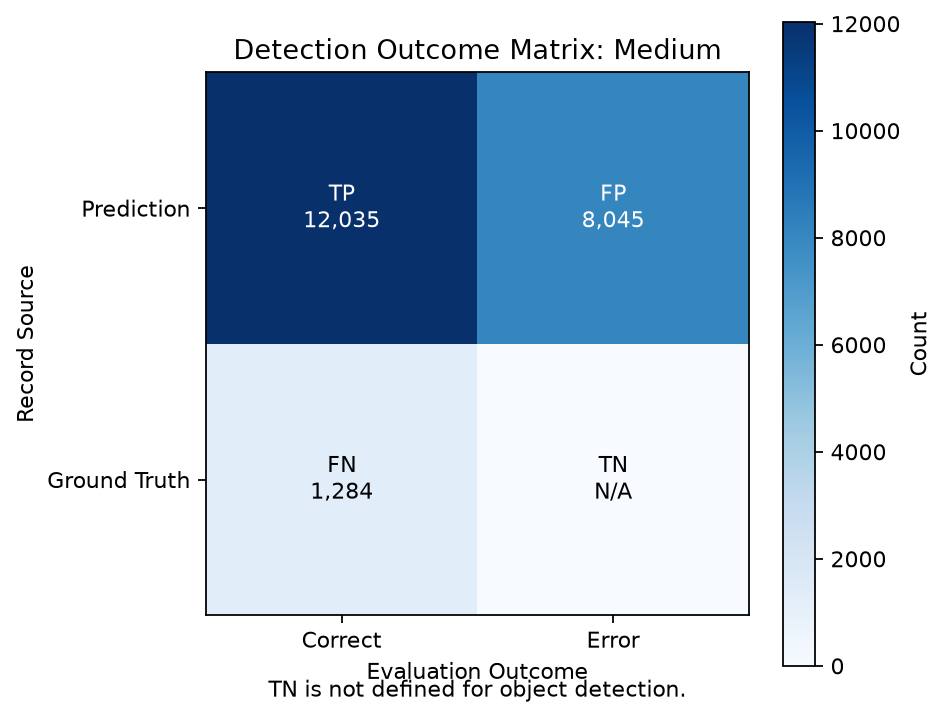 Detection Outcome Matrix: Medium
12000
10000
8000
6000
4000
2000
0
Count
Record Source
Prediction
Ground Truth
TP
12,035
FP
8,045
FN
1,284
TN
N/A
Correct
Error
Evaluation Outcome
TN is not defined for object detection.